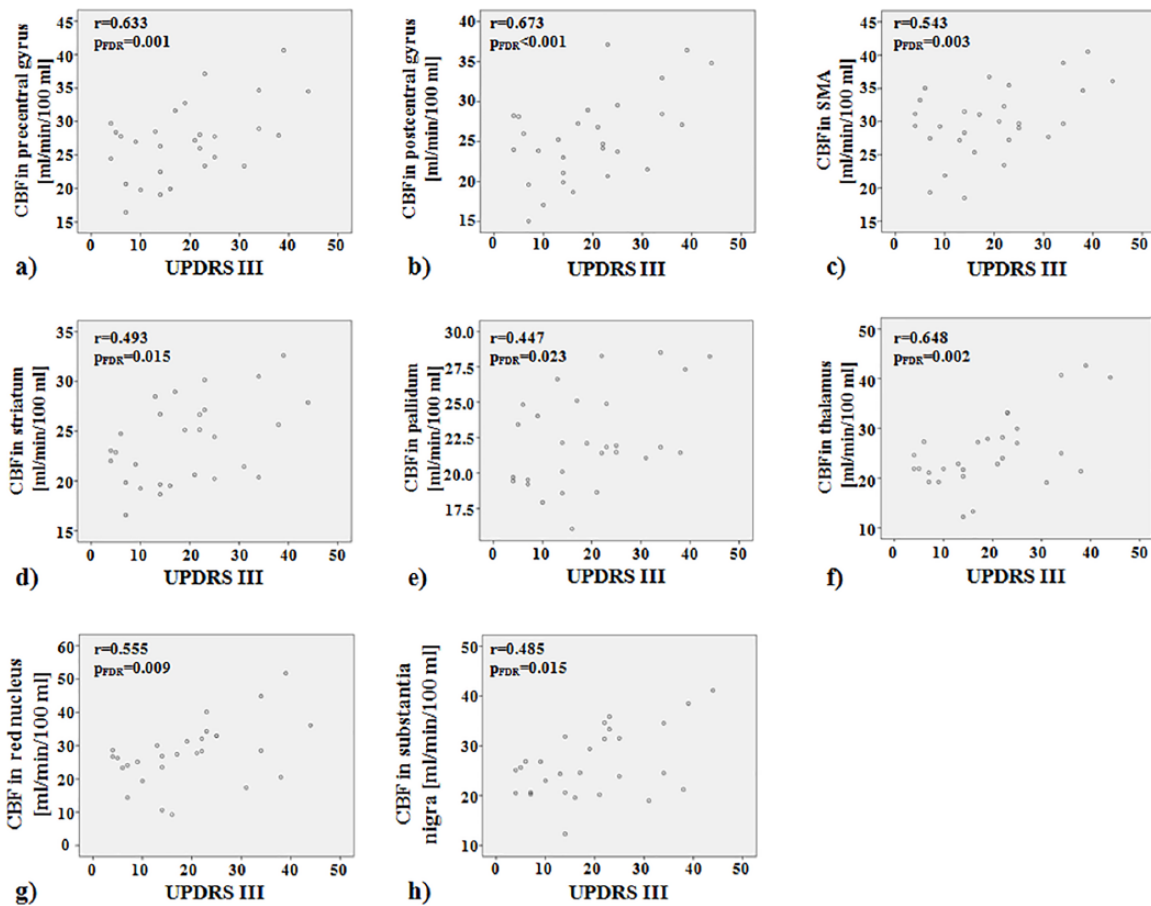 r=0.633
pFDR=0.001
CBF in precentral gyrus
[ml/min/100 ml]
45
40
35
30
25
20
15
0 10 20 30 40 50
UPDRS III
a)
r=0.673
pFDR<0.001
CBF in postcentral gyrus
[ml/min/100 ml]
40
35
30
25
20
15
0 10 20 30 40 50
UPDRS III
b)
r=0.543
pFDR=0.003
CBF in SMA
[ml/min/100 ml]
45
40
35
30
25
20
15
0 10 20 30 40 50
UPDRS III
c)
r=0.493
pFDR=0.015
CBF in striatum
[ml/min/100 ml]
35
30
25
20
15
0 10 20 30 40 50
UPDRS III
d)
r=0.447
pFDR=0.023
CBF in pallidum
[ml/min/100 ml]
30.0
27.5
25.0
22.5
20.0
17.5
0 10 20 30 40 50
UPDRS III
e)
r=0.648
pFDR=0.002
CBF in thalamus
[ml/min/100 ml]
50
40
30
20
10
0 10 20 30 40 50
UPDRS III
f)
r=0.555
pFDR=0.009
CBF in red nucleus
[ml/min/100 ml]
60
50
40
30
20
10
0
0 10 20 30 40 50
UPDRS III
g)
r=0.485
pFDR=0.015
CBF in substantia
nigra [ml/min/100 ml]
50
40
30
20
10
0 10 20 30 40 50
UPDRS III
h)